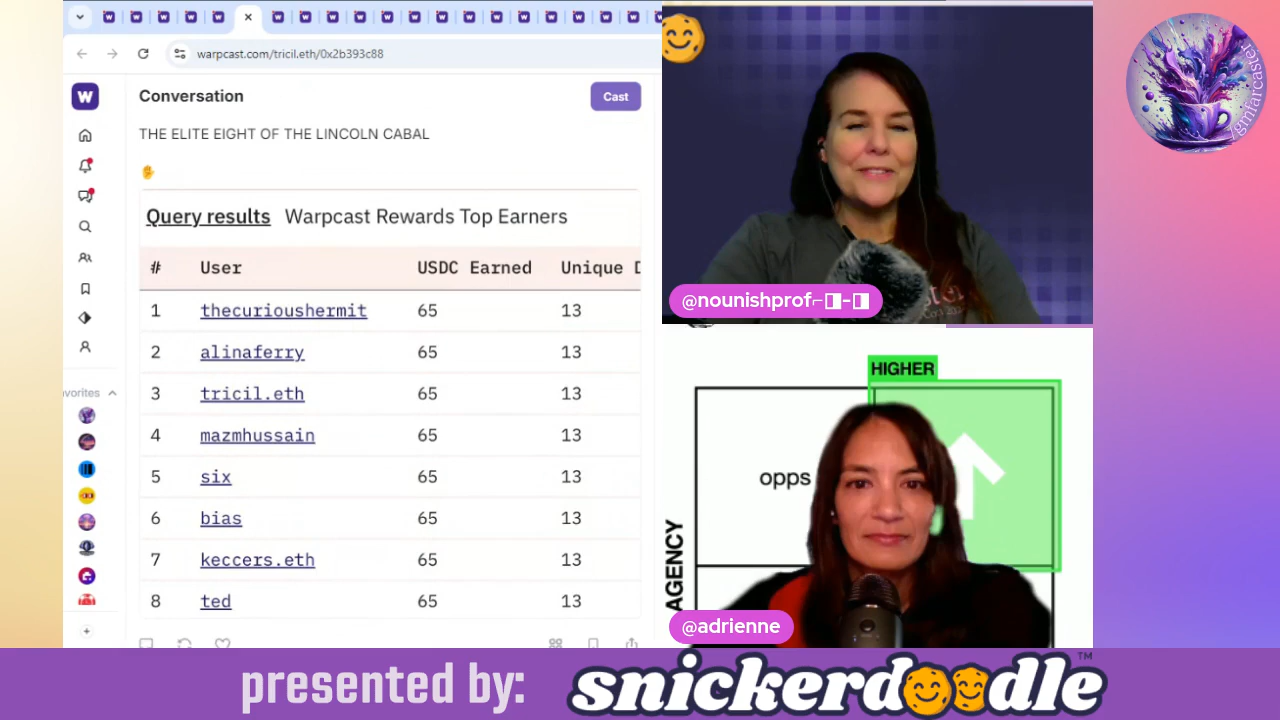 warpcast.com/tricil.eth/0x2b393c88
W
Conversation
Cast
THE ELITE EIGHT OF THE LINCOLN CABAL
Query results Warpcast Rewards Top Earners
# User USDC Earned Unique D
1 thecurioushermit 65 13
2 alinaferry 65 13
3 tricil.eth 65 13
4 mazmhussain 65 13
5 six 65 13
6 bias 65 13
7 keccers.eth 65 13
8 ted 65 13
avorites
@nounishprof
HIGHER
opps
AGENCY
@adrienne
/gmfarcaster
presented by:
snickerdoodle™